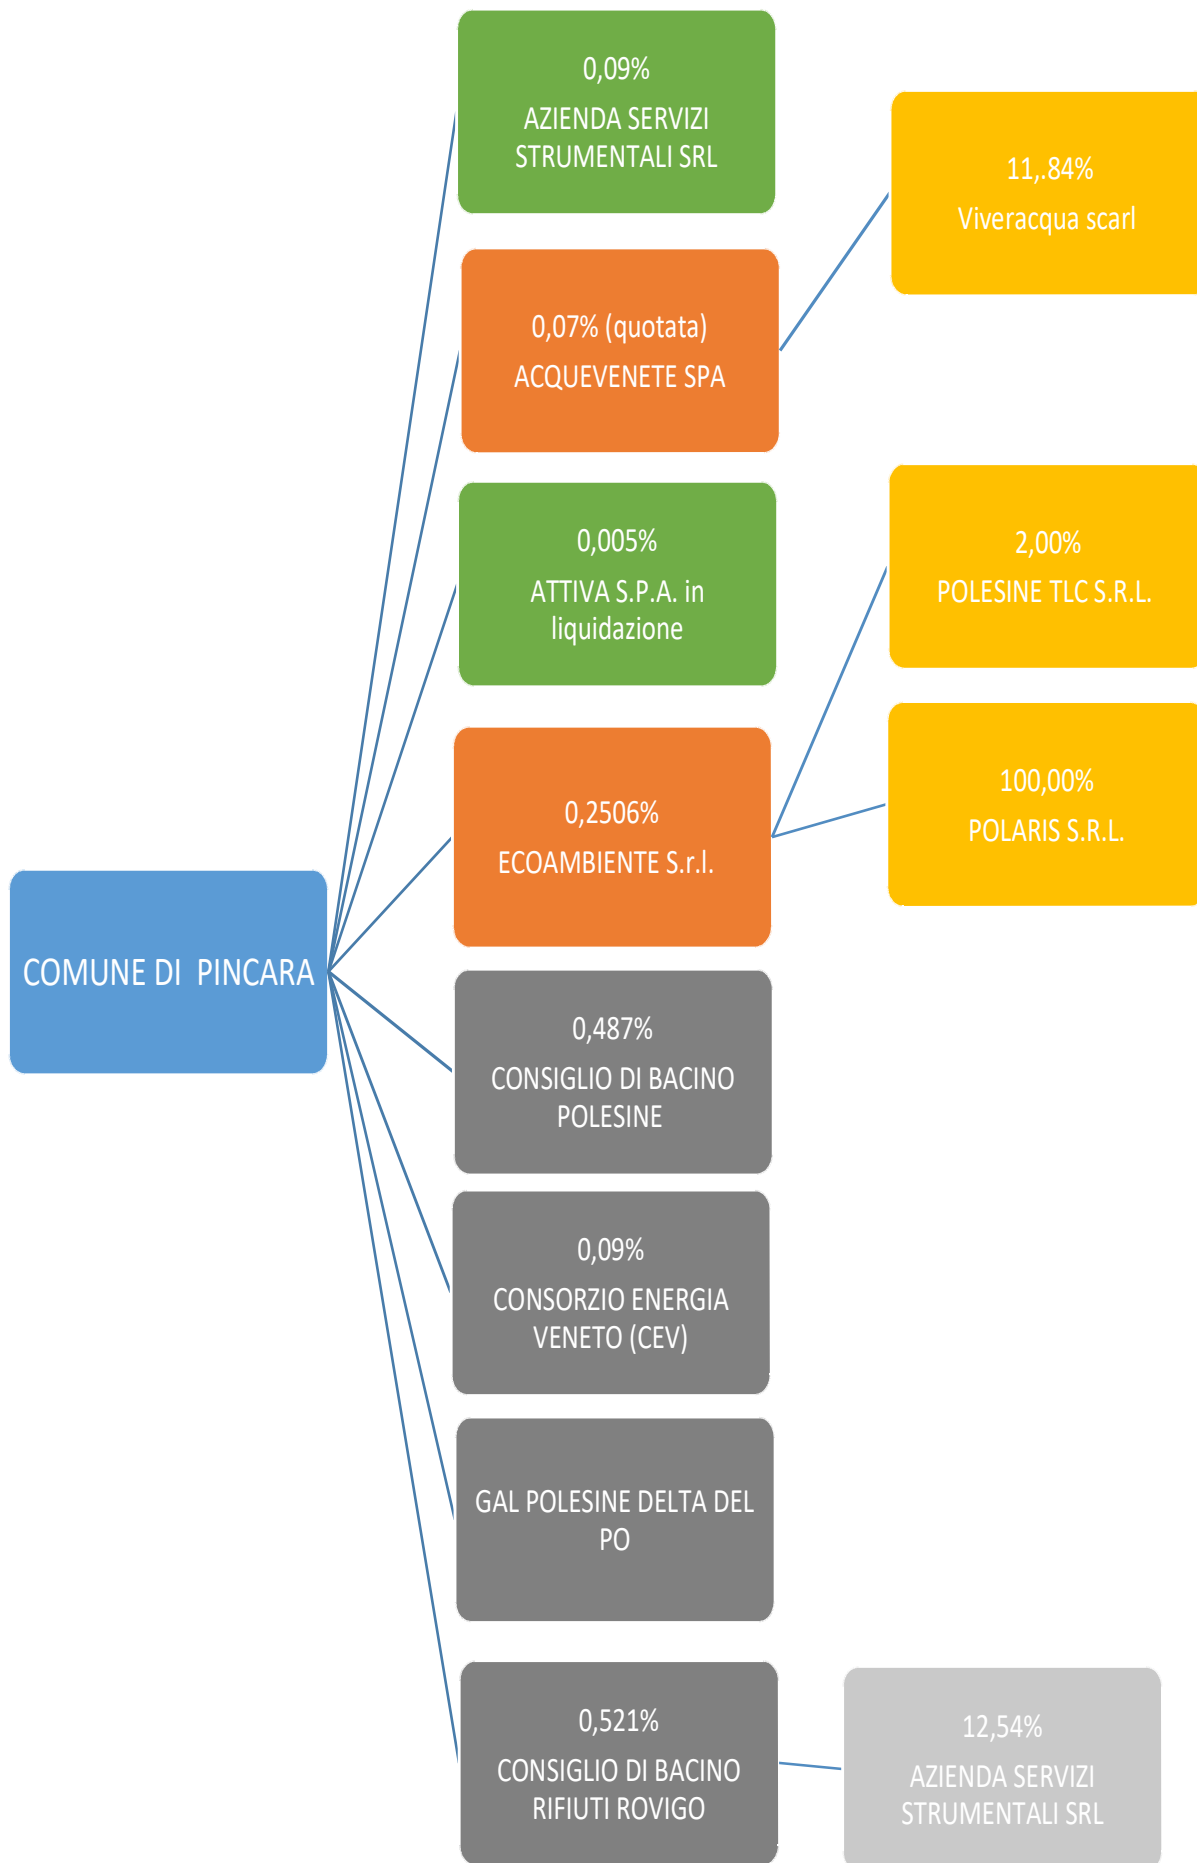 0,09%
AZIENDA SERVIZI
STRUMENTALI SRL
11,.84%
Viveracqua scarl
0,07% (quotata)
ACQUEVENETE SPA
0,005%
ATTIVA S.P.A. in
liquidazione
2,00%
POLESINE TLC S.R.L.
0,2506%
ECOAMBIENTE S.r.l.
100,00%
POLARIS S.R.L.
COMUNE DI  PINCARA
0,487%
CONSIGLIO DI BACINO
POLESINE
0,09%
CONSORZIO ENERGIA
VENETO (CEV)
GAL POLESINE DELTA DEL
PO
0,521%
CONSIGLIO DI BACINO
RIFIUTI ROVIGO
12,54%
AZIENDA SERVIZI
STRUMENTALI SRL